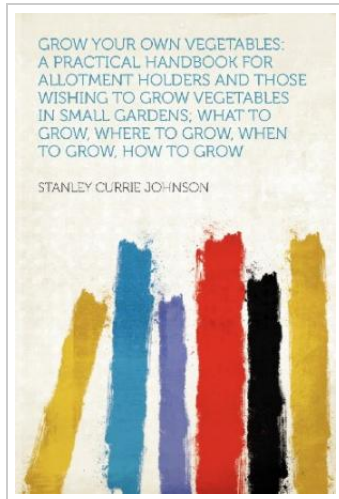 GROW YOUR OWN VEGETABLES:
A PRACTICAL HANDBOOK FOR
ALLOTMENT HOLDERS AND THOSE
WISHING TO GROW VEGETABLES
IN SMALL GARDENS; WHAT TO
GROW, WHERE TO GROW, WHEN
TO GROW, HOW TO GROW
STANLEY CURRIE JOHNSON